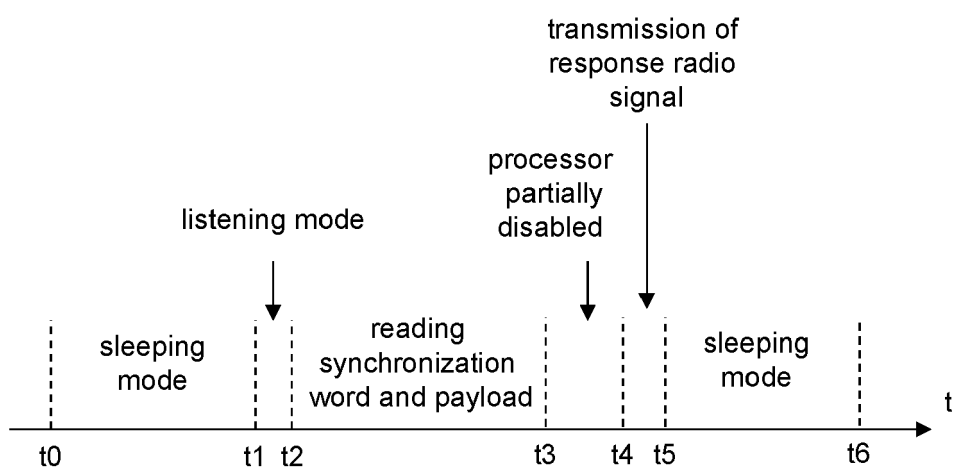 transmission of
response radio
signal
processor
partially
disabled
listening mode
sleeping
mode
reading
synchronization
word and payload
sleeping
mode
t
t0
t1
t2
t3
t4
t5
t6